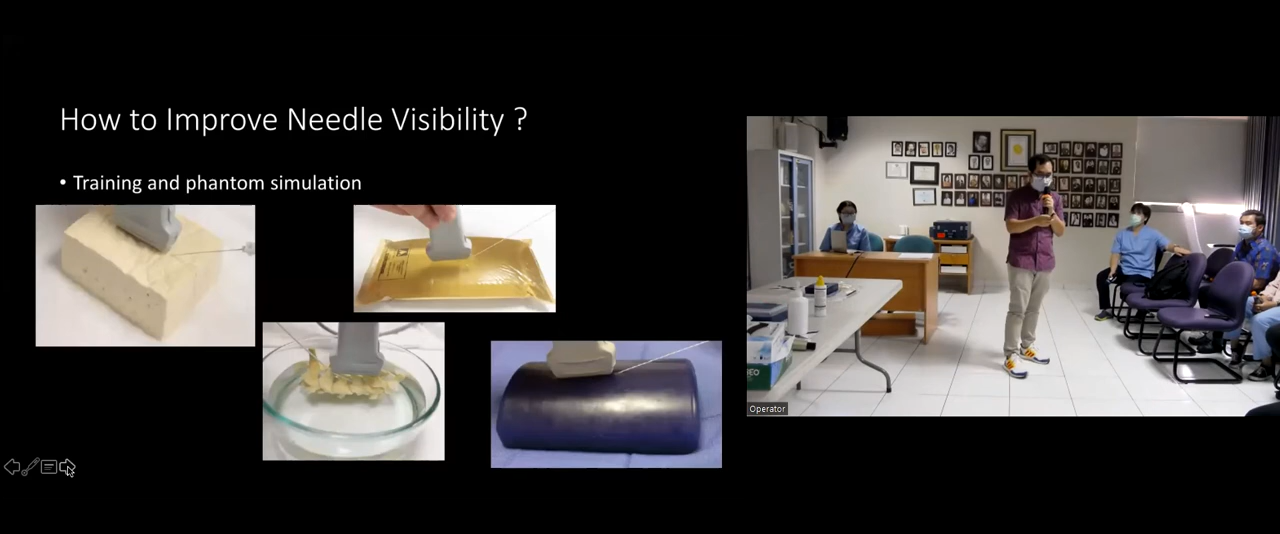 How to Improve Needle Visibility ?
• Training and phantom simulation
Operator